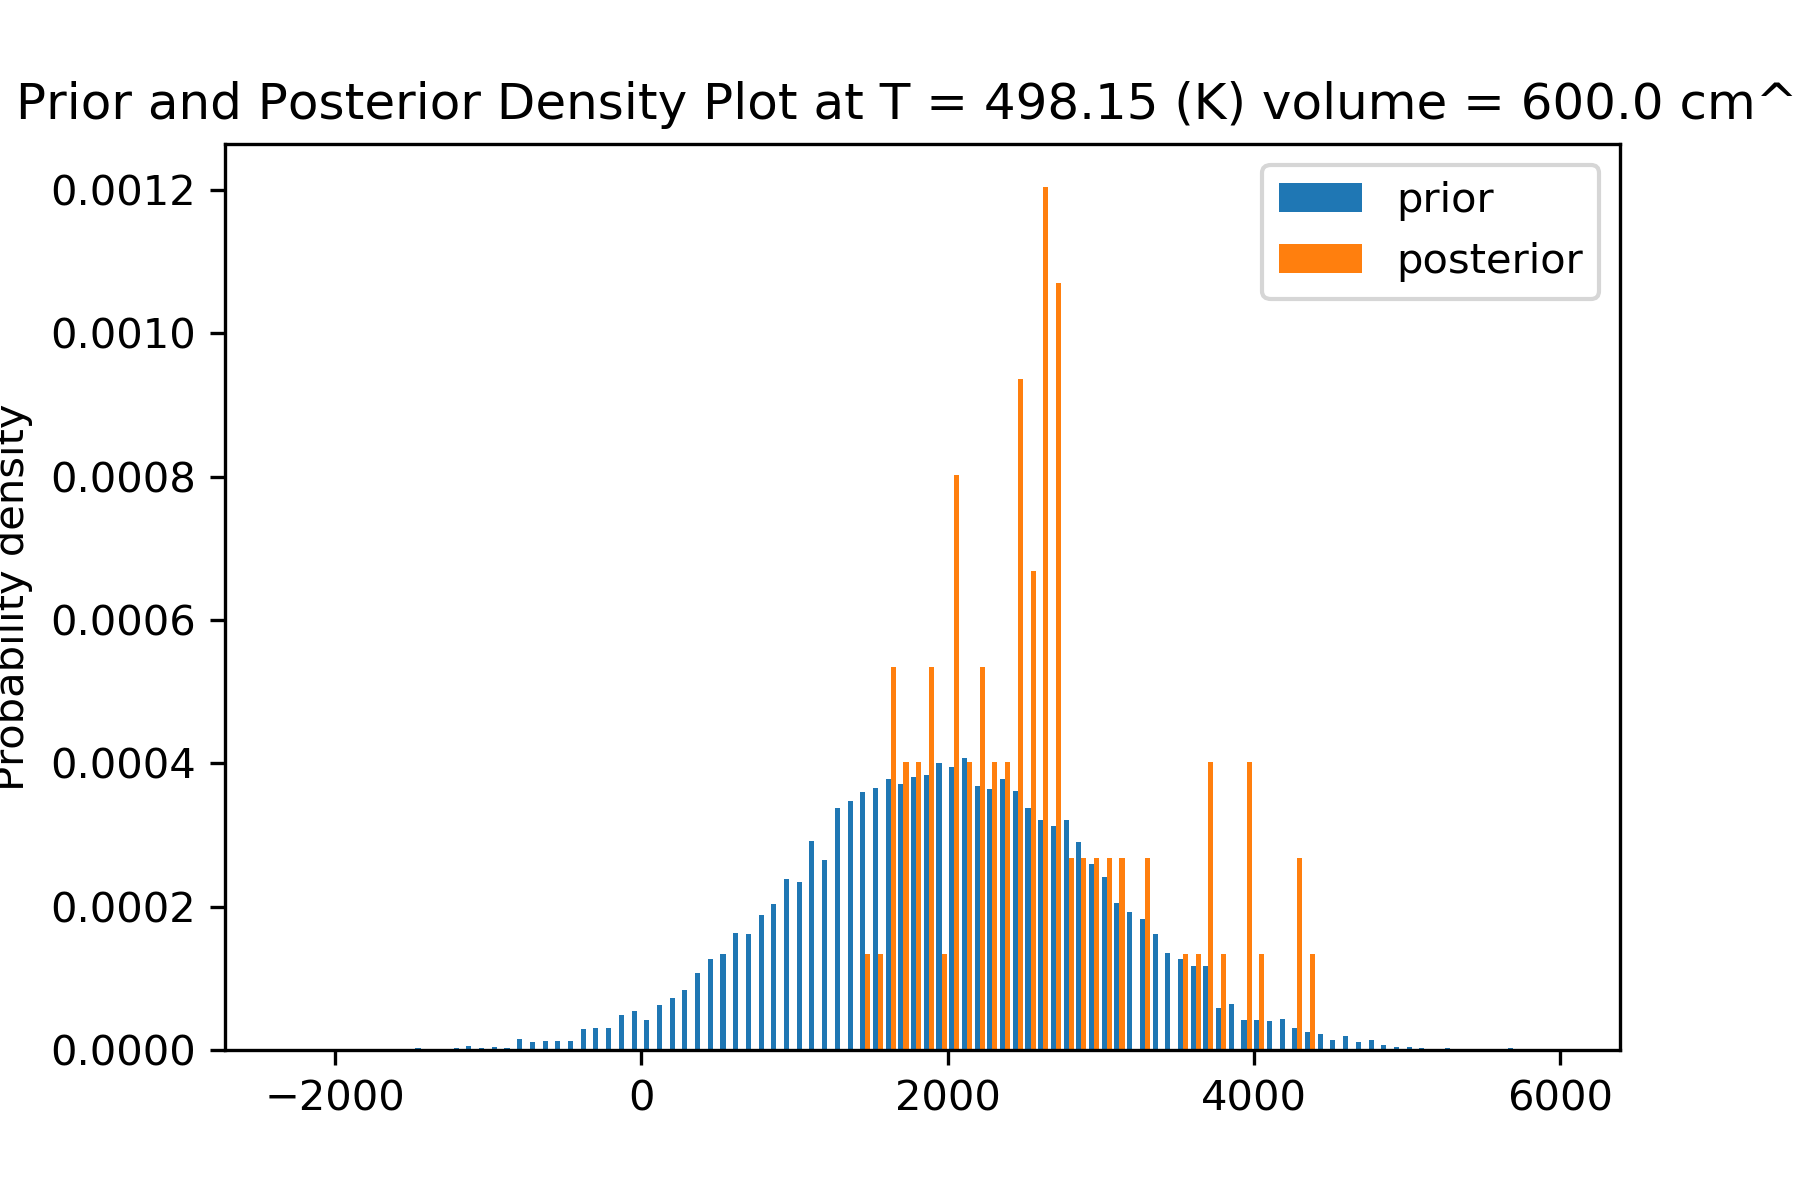 Prior and Posterior Density Plot at T = 498.15 (K) volume = 600.0 cm^
prior
posterior
Probability density
0.0012
0.0010
0.0008
0.0006
0.0004
0.0002
0.0000
−2000 0 2000 4000 6000